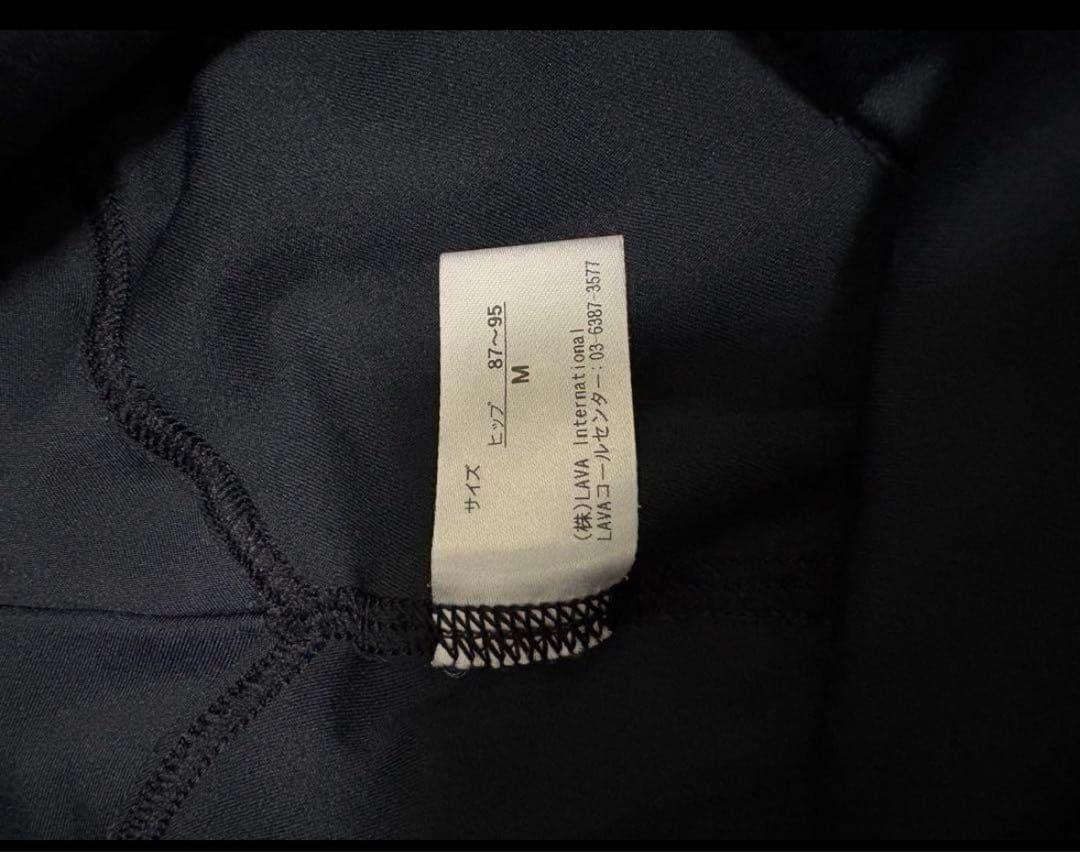 サイズ
ヒップ 87～95
M
(株)LAVA International
LAVAコールセンター:03-6387-3577